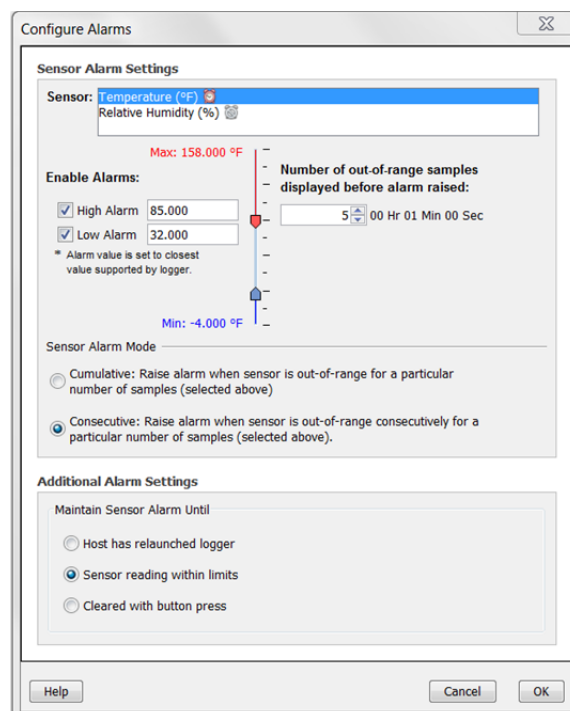 Configure Alarms
Sensor Alarm Settings
Sensor: Temperature (ºF)
Relative Humidity (%)
Max: 158.000 ºF
Enable Alarms:
High Alarm 85.000
Low Alarm 32.000
* Alarm value is set to closest
value supported by logger.
Min: -4.000 ºF
Number of out-of-range samples
displayed before alarm raised:
5 00 Hr 01 Min 00 Sec
Sensor Alarm Mode
Cumulative: Raise alarm when sensor is out-of-range for a particular
number of samples (selected above)
Consecutive: Raise alarm when sensor is out-of-range consecutively for a
particular number of samples (selected above).
Additional Alarm Settings
Maintain Sensor Alarm Until
Host has relaunched logger
Sensor reading within limits
Cleared with button press
Help
Cancel
OK